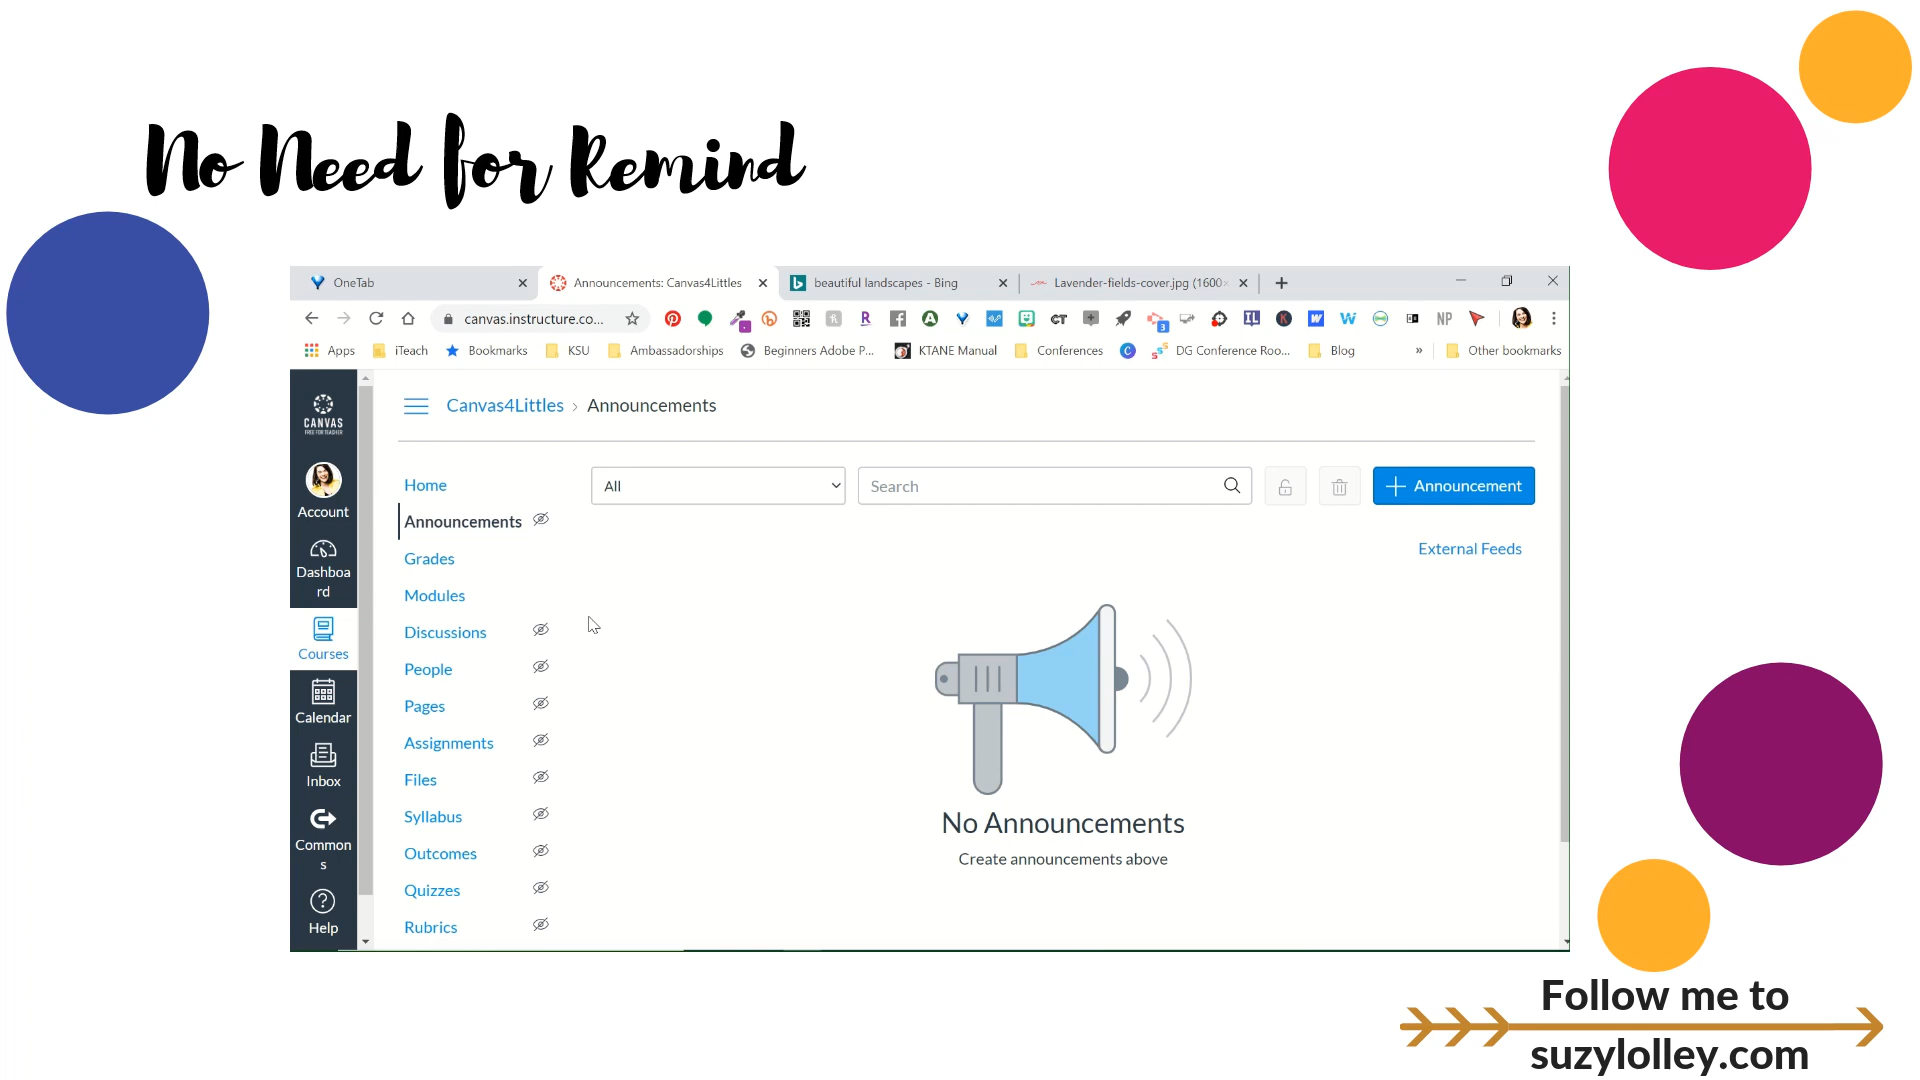 No Need for Remind
OneTab
Announcements: Canvas4Littles
beautiful landscapes - Bing
Lavender-fields-cover.jpg (1600×
canvas.instructure.co...
Apps
iTeach
Bookmarks
KSU
Ambassadorships
Beginners Adobe P...
KTANE Manual
Conferences
DG Conference Roo...
Blog
»
Other bookmarks
CANVAS
FREE FOR TEACHER
Account
Dashboa
rd
Courses
Calendar
Inbox
Common
s
Help
Canvas4Littles › Announcements
Home
Announcements
Grades
Modules
Discussions
People
Pages
Assignments
Files
Syllabus
Outcomes
Quizzes
Rubrics
All
Search
+ Announcement
External Feeds
No Announcements
Create announcements above
Follow me to
suzylolley.com